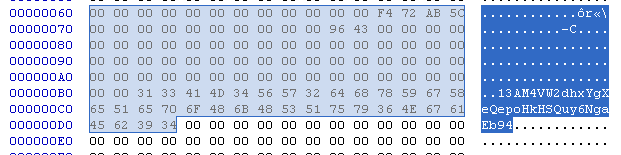 00000060 00 00 00 00 00 00 00 00 00 00 00 00 F4 72 AB 5C ............ôr«\
00000070 00 00 00 00 00 00 00 00 00 00 96 43 00 00 00 00 ..........–C....
00000080 00 00 00 00 00 00 00 00 00 00 00 00 00 00 00 00 ................
00000090 00 00 00 00 00 00 00 00 00 00 00 00 00 00 00 00 ................
000000A0 00 00 00 00 00 00 00 00 00 00 00 00 00 00 00 00 ................
000000B0 00 00 31 33 41 4D 34 56 57 32 64 68 78 59 67 58 ..13AM4VW2dhxYgX
000000C0 65 51 65 70 6F 48 6B 48 53 51 75 79 36 4E 67 61 eQepoHkHSQuy6Nga
000000D0 45 62 39 34 00 00 00 00 00 00 00 00 00 00 00 00 Eb94............
000000E0 00 00 00 00 00 00 00 00 00 00 00 00 00 00 00 00 ................